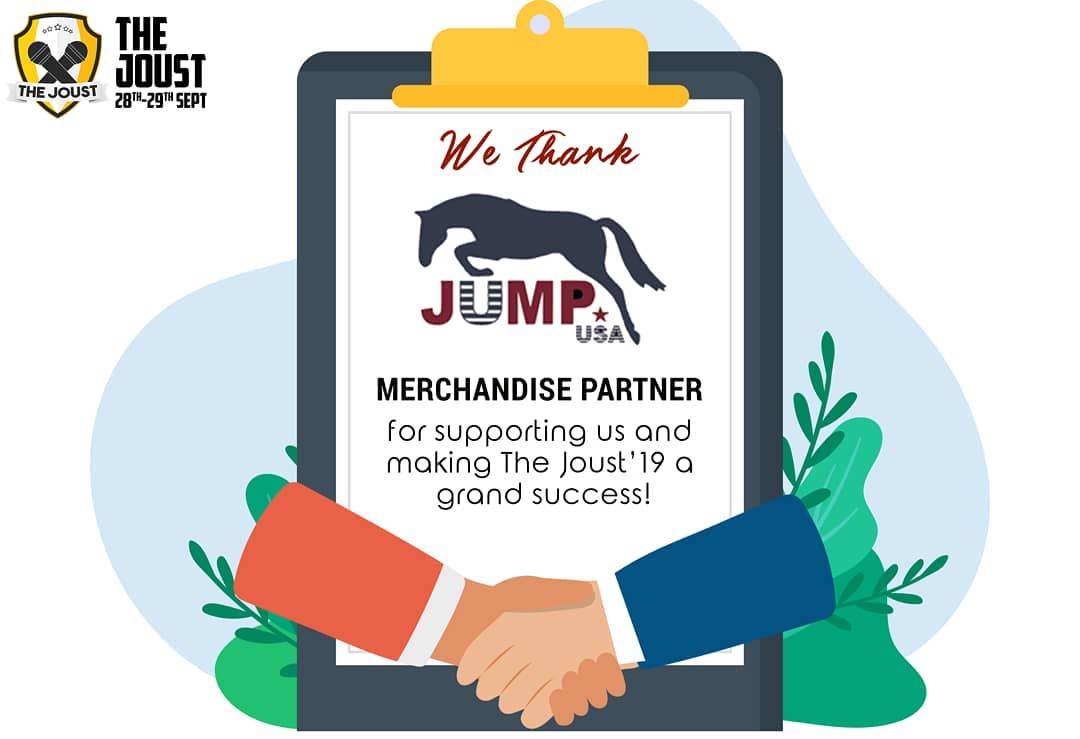 THE JOUST
THE
JOUST
28TH-29TH SEPT
We Thank
JUMP
USA
MERCHANDISE PARTNER
for supporting us and
making The Joust'19 a
grand success!